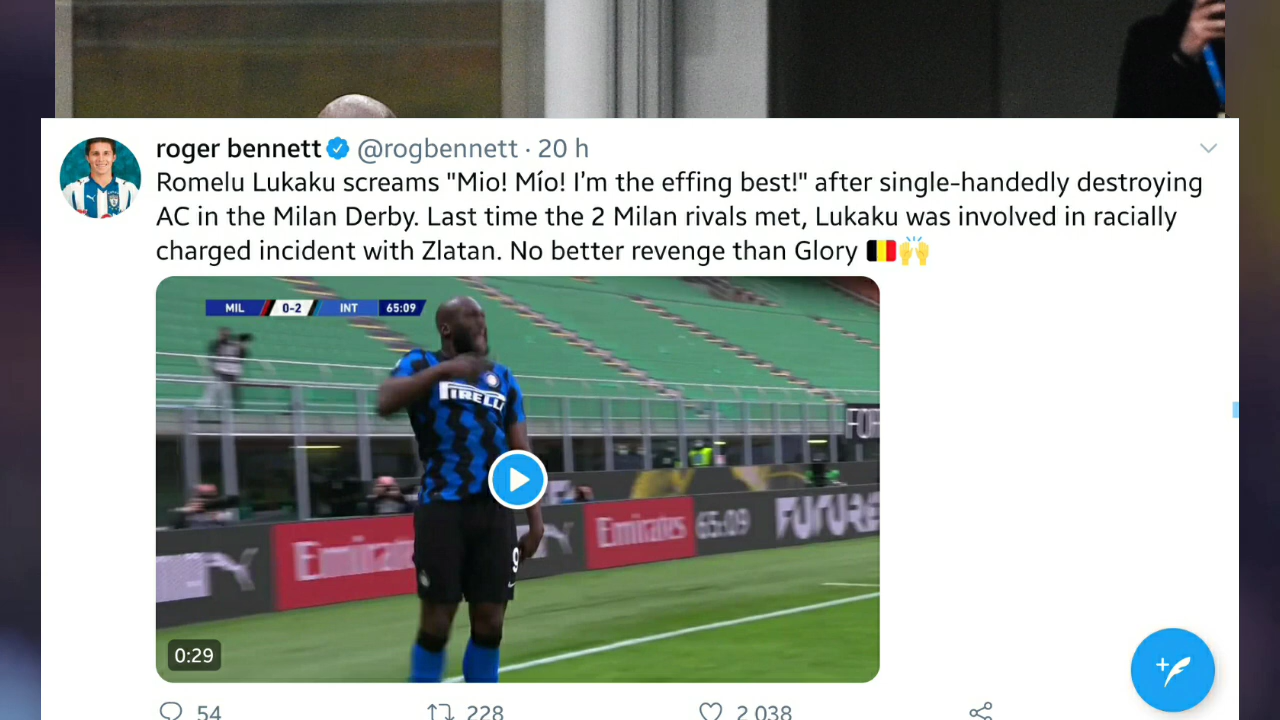 roger bennett @rogbennett · 20 h
Romelu Lukaku screams "Mio! Mío! I'm the effing best!" after single-handedly destroying
AC in the Milan Derby. Last time the 2 Milan rivals met, Lukaku was involved in racially
charged incident with Zlatan. No better revenge than Glory 🇧🇪🙌
MIL 0-2 INT 65:09
PIRELLI
Emirates
Emirates 65:09 FUTURE
9
0:29
54 228 2 038